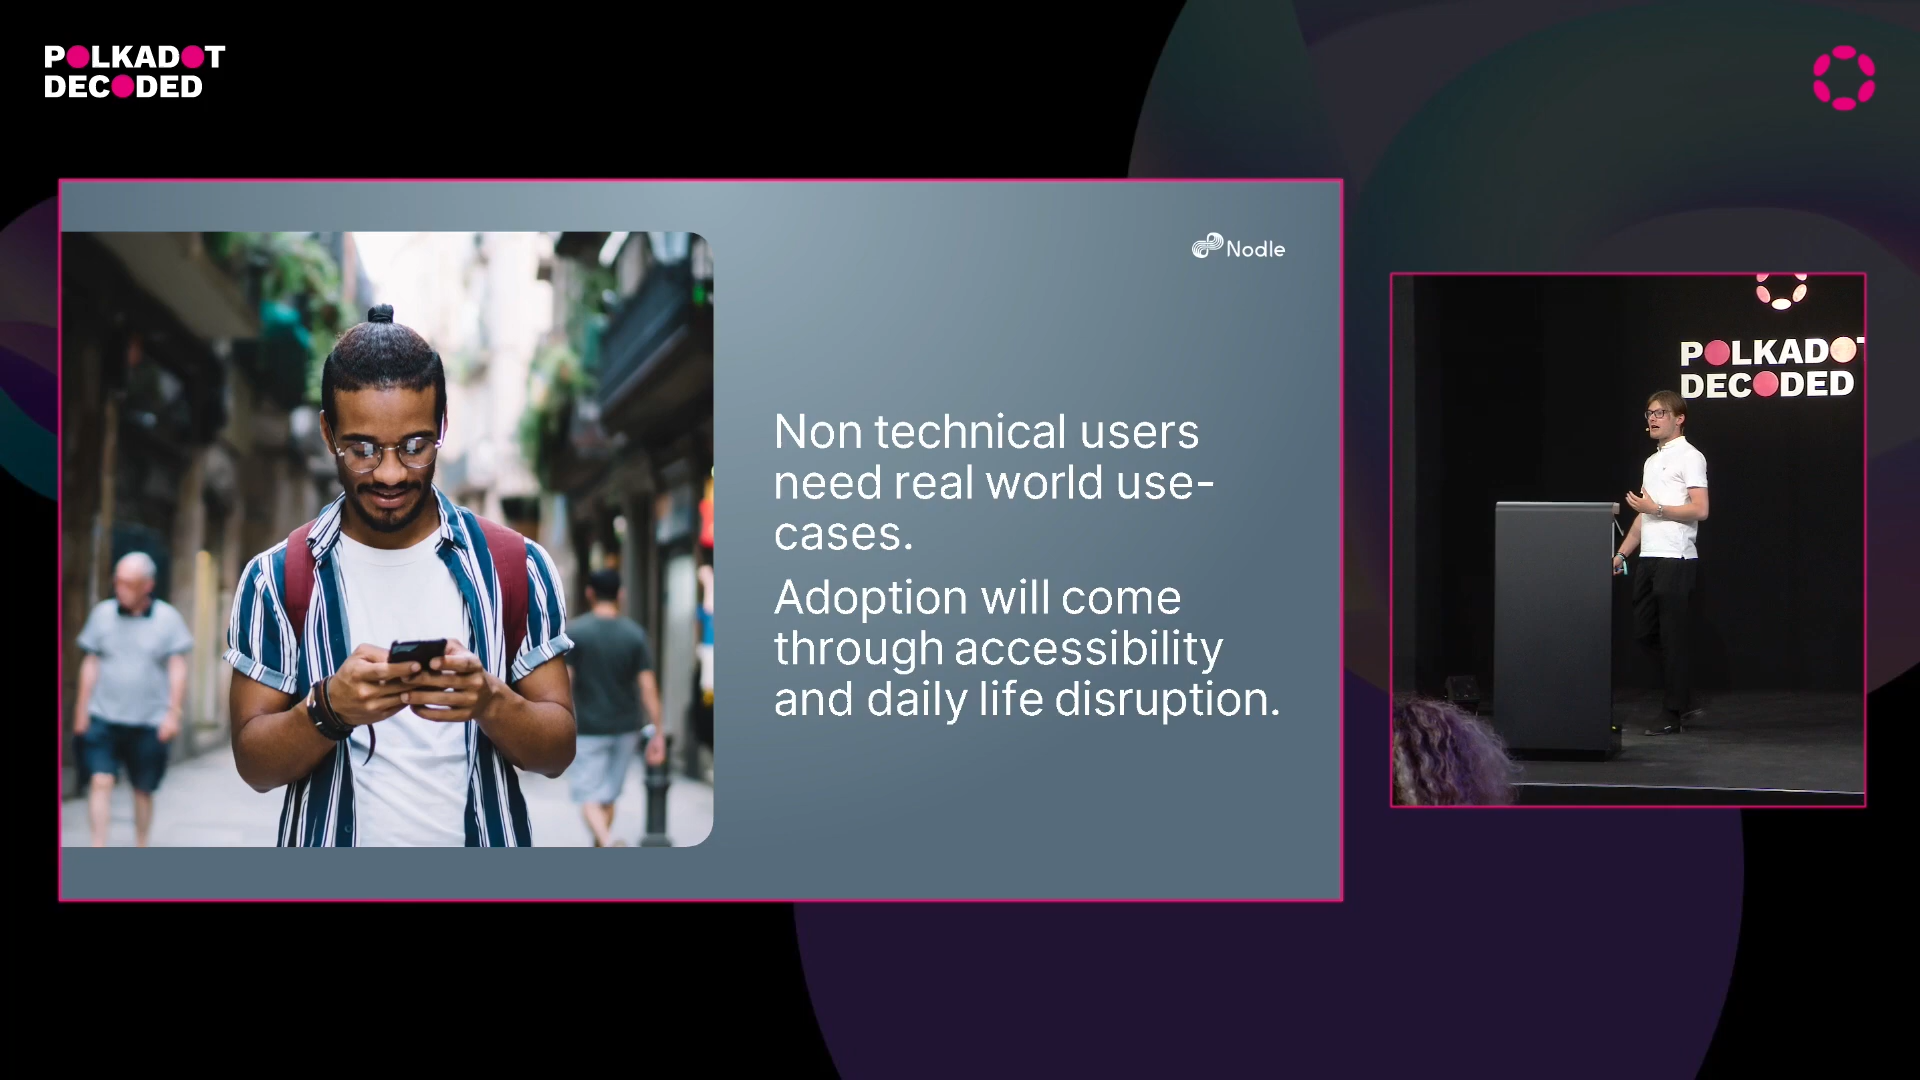 POLKADOT
DECODED
Nodle
Non technical users
need real world use-
cases.
Adoption will come
through accessibility
and daily life disruption.
POLKADOT
DECODED